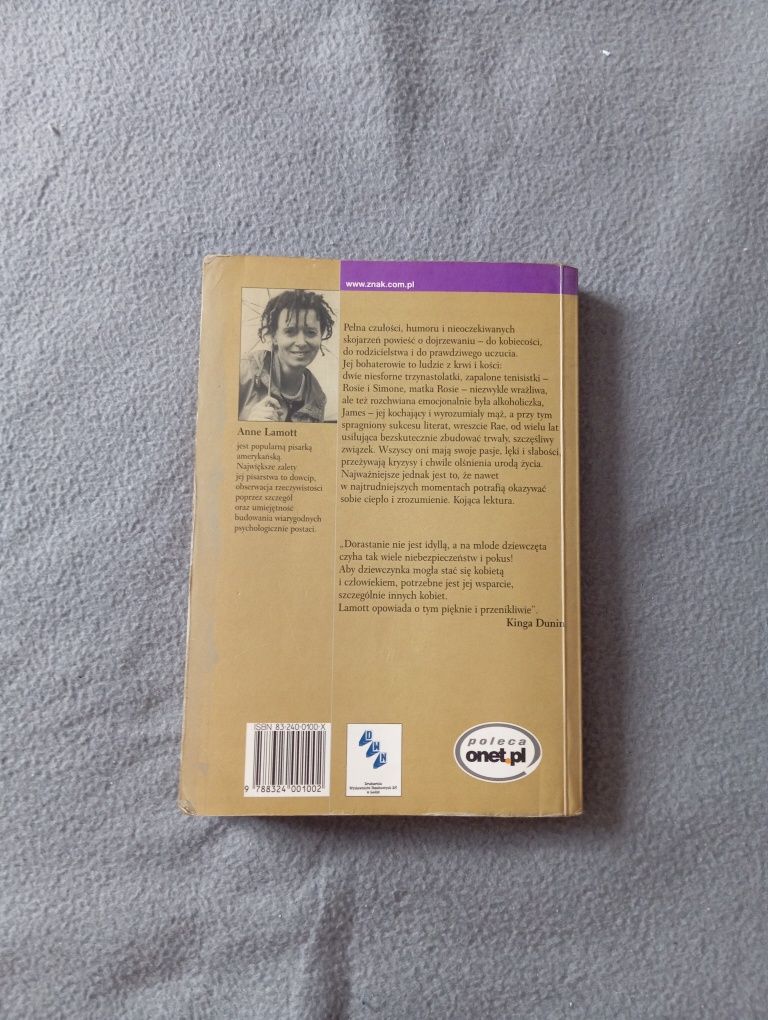 www.znak.com.pl
Anne Lamott
jest popularną pisarką
amerykańską.
Największe zalety
jej pisarstwa to dowcip,
obserwacja rzeczywistości
poprzez szczegół
oraz umiejętność
budowania wiarygodnych
psychologicznie postaci.
Pełna czułości, humoru i nieoczekiwanych
skojarzeń powieść o dojrzewaniu – do kobiecości,
do rodzicielstwa i do prawdziwego uczucia.
Jej bohaterowie to ludzie z krwi i kości:
dwie niesforne trzynastolatki, zapalone tenisistki –
Rosie i Simone, matka Rosie – niezwykle wrażliwa,
ale też rozchwiana emocjonalnie była alkoholiczka,
James – jej kochający i wyrozumiały mąż, a przy tym
spragniony sukcesu literat, wreszcie Rae, od wielu lat
usiłująca bezskutecznie zbudować trwały, szczęśliwy
związek. Wszyscy oni mają swoje pasje, lęki i słabości,
przeżywają kryzysy i chwile olśnienia urodą życia.
Najważniejsze jednak jest to, że nawet
w najtrudniejszych momentach potrafią okazywać
sobie ciepło i zrozumienie. Kojąca lektura.
„Dorastanie nie jest idyllą, a na młode dziewczęta
czyha tak wiele niebezpieczeństw i pokus!
Aby dziewczynka mogła stać się kobietą
i człowiekiem, potrzebne jest jej wsparcie,
szczególnie innych kobiet.
Lamott opowiada o tym pięknie i przenikliwie”.
Kinga Dunin
ISBN 83-240-0100-X
9 788324 001002
DWN
Drukarnia
Wydawnictw Naukowych SA
w Łodzi
poleca
onet.pl